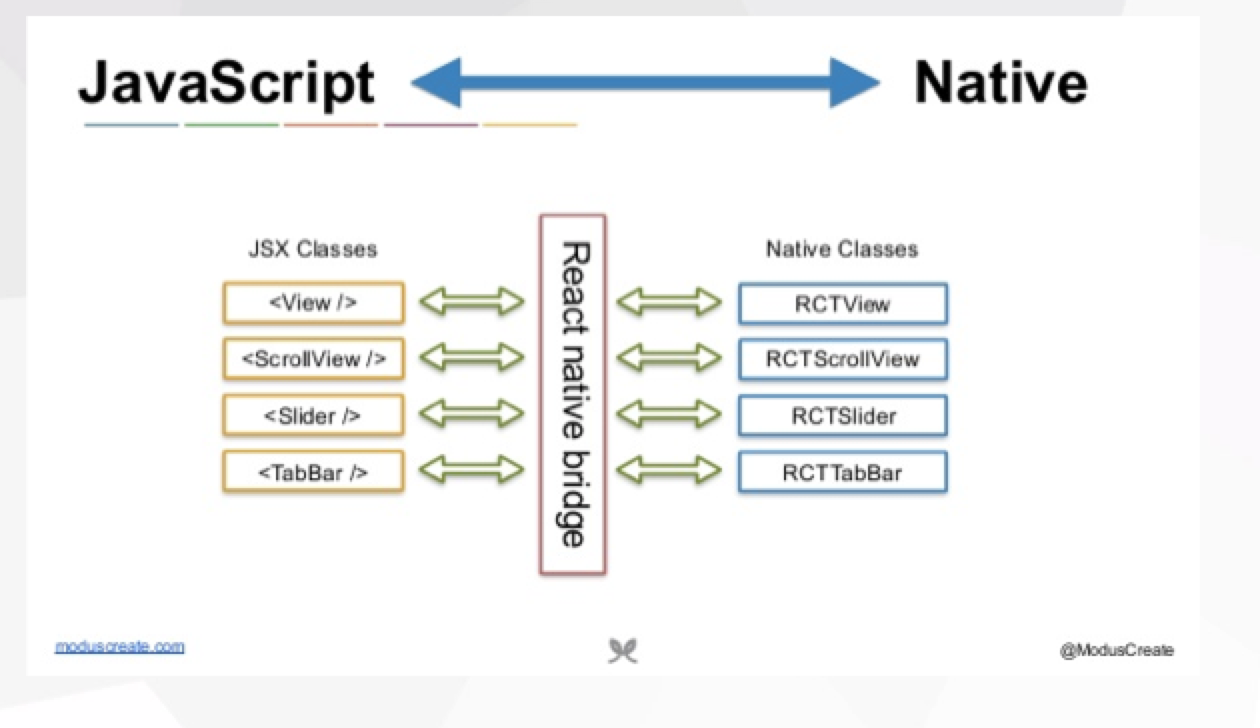 JavaScript
Native
JSX Classes
Native Classes
<View />
RCTView
<ScrollView />
RCTScrollView
<Slider />
RCTSlider
<TabBar />
RCTTabBar
React native bridge
moduscreate.com
@ModusCreate